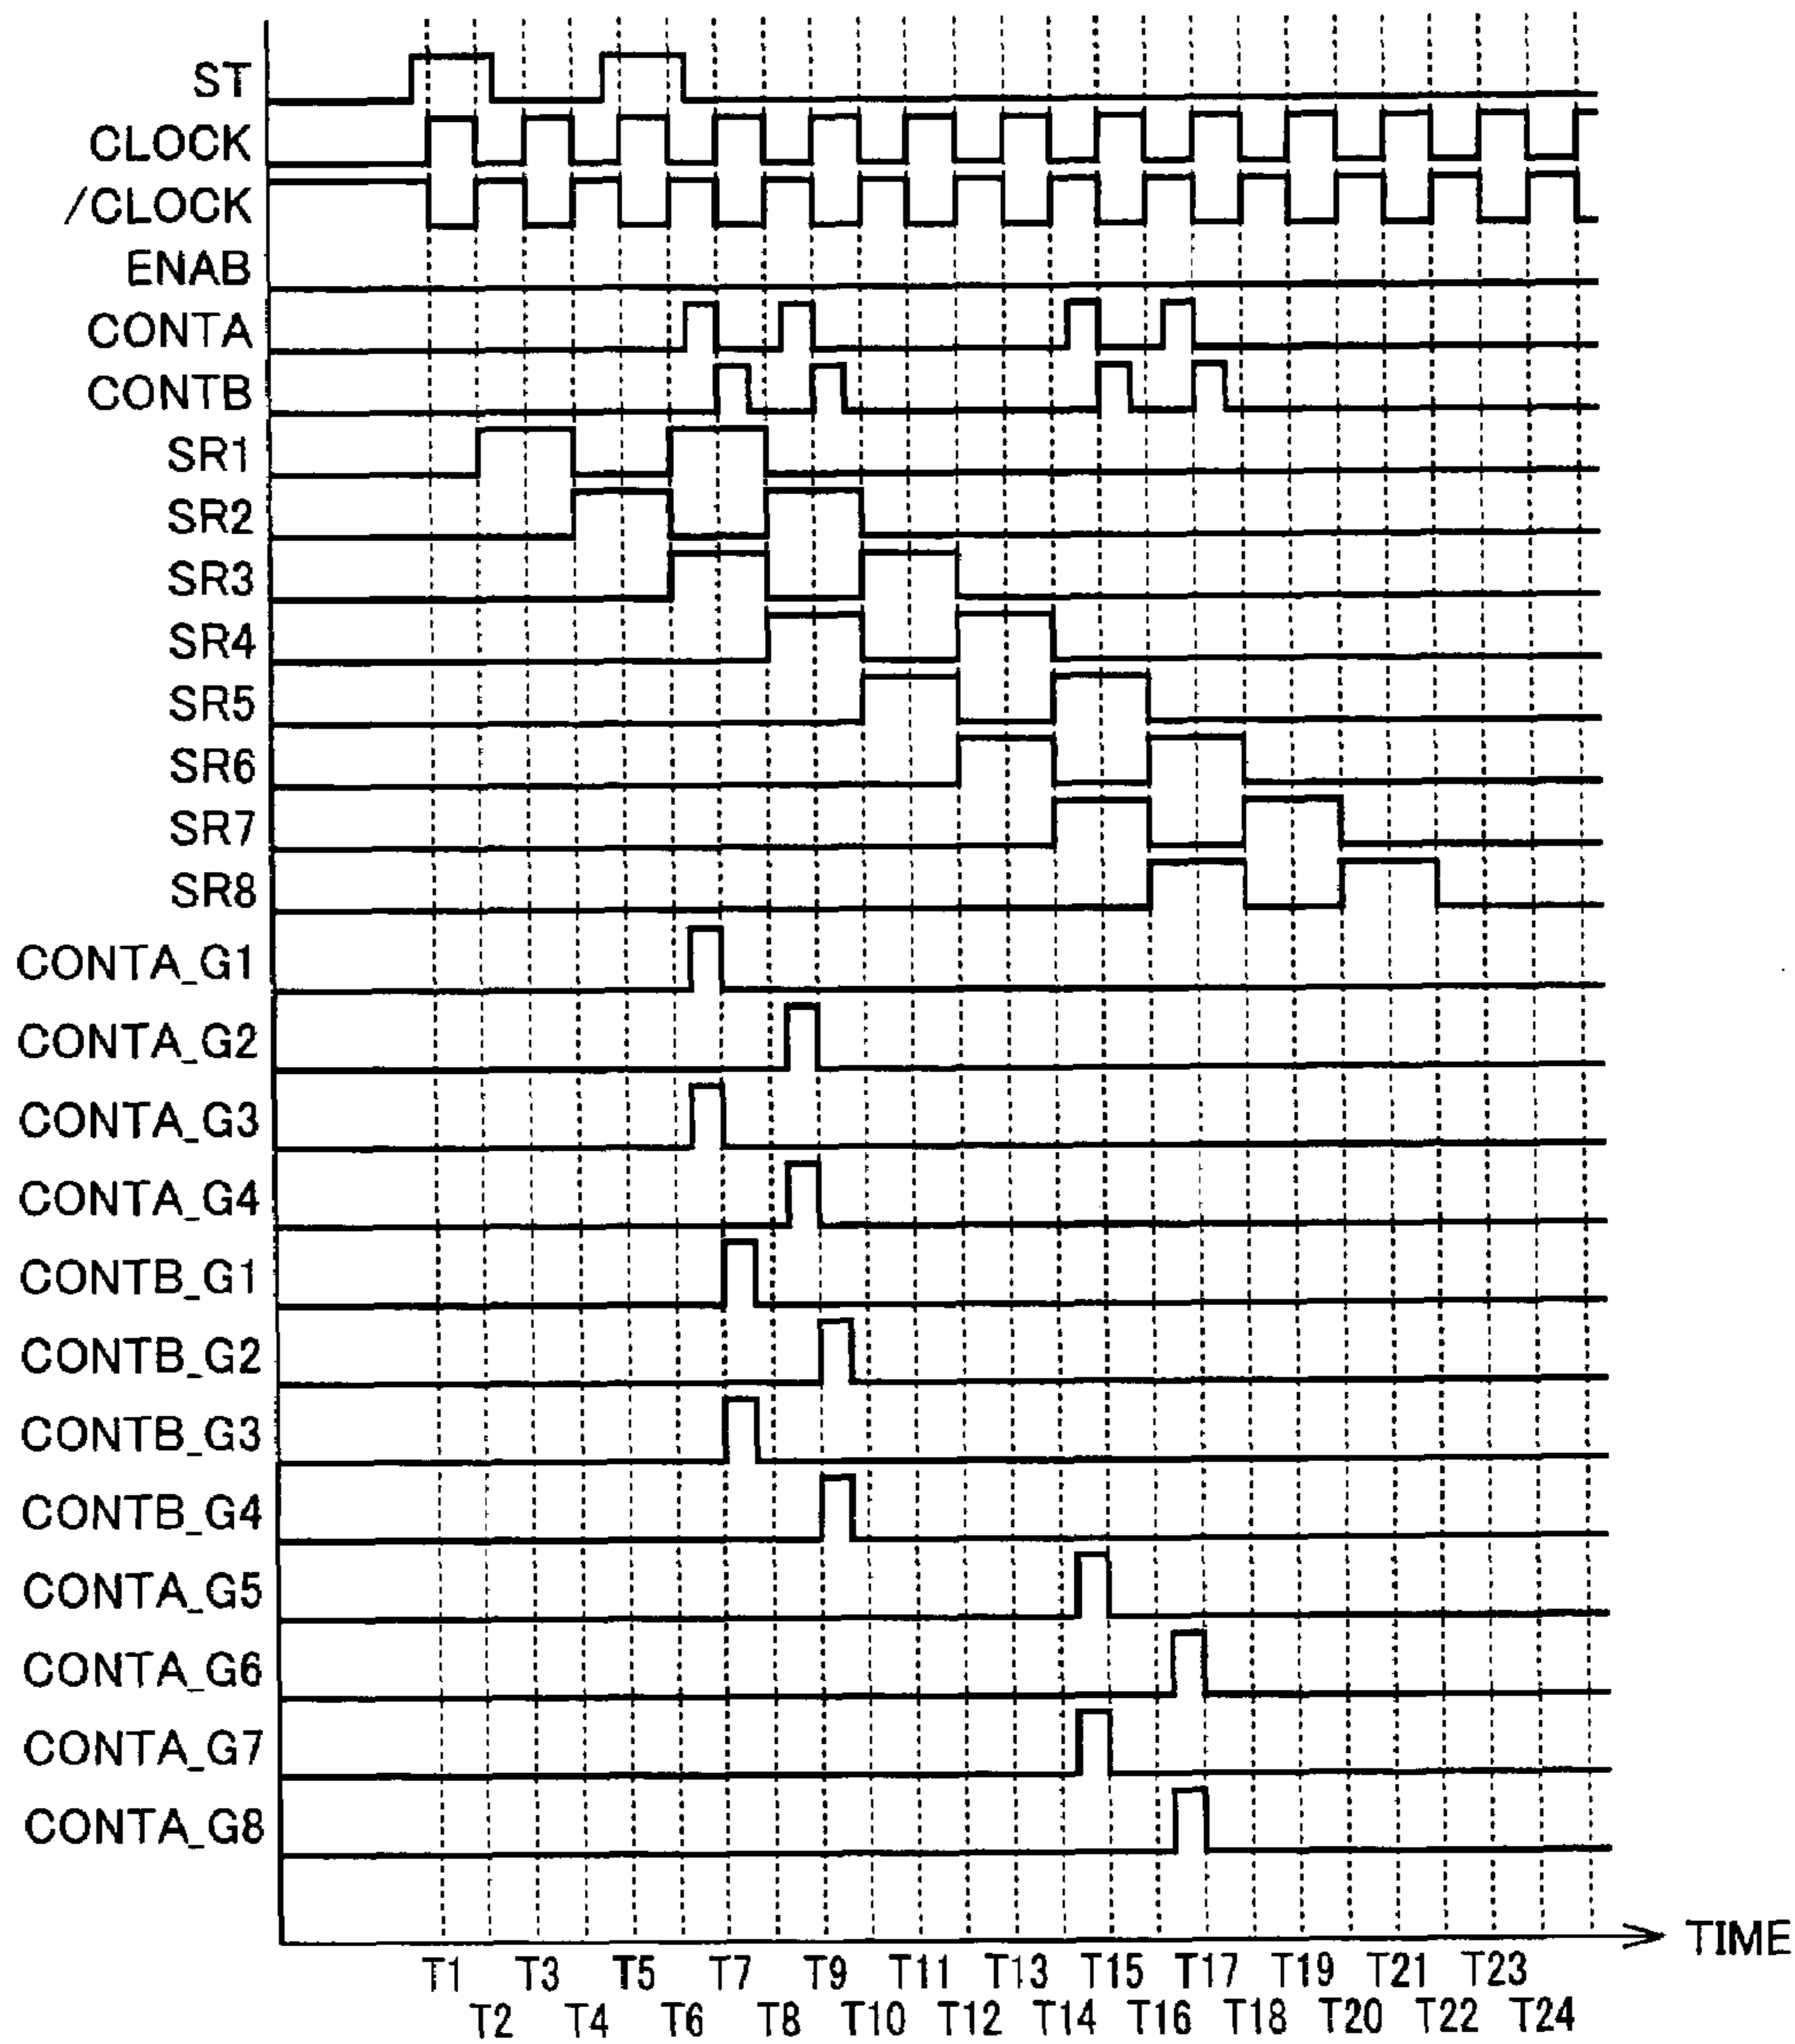 ST
CLOCK
/CLOCK
ENAB
CONTA
CONTB
SR1
SR2
SR3
SR4
SR5
SR6
SR7
SR8
CONTA_G1
CONTA_G2
CONTA_G3
CONTA_G4
CONTB_G1
CONTB_G2
CONTB_G3
CONTB_G4
CONTA_G5
CONTA_G6
CONTA_G7
CONTA_G8
TIME
T1 T3 T5 T7 T9 T11 T13 T15 T17 T19 T21 T23
T2 T4 T6 T8 T10 T12 T14 T16 T18 T20 T22 T24